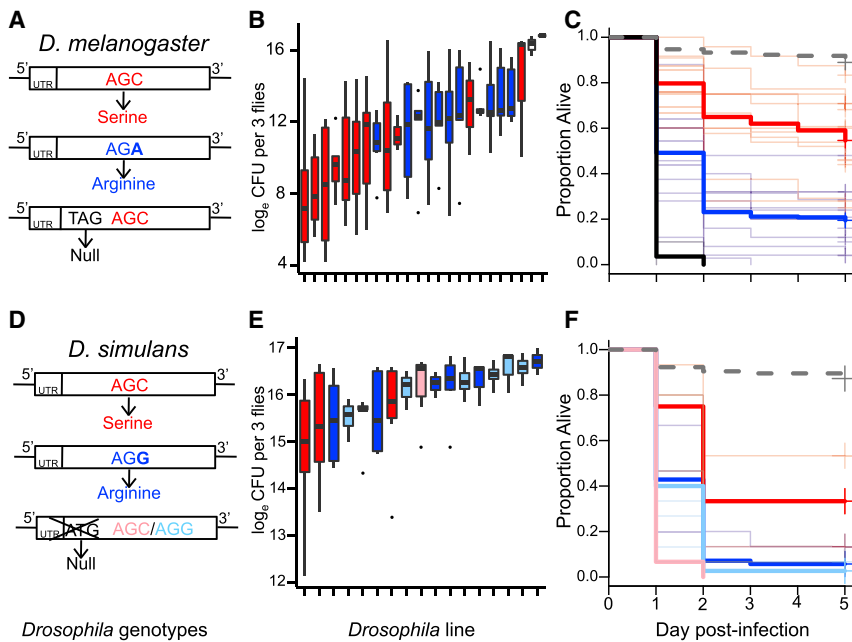 A
D. melanogaster
5’ 3’
UTR AGC
Serine
5’ 3’
UTR AGA
Arginine
5’ 3’
UTR TAG AGC
Null
B
log_e CFU per 3 flies
16
12
8
4
C
Proportion Alive
1.0
0.8
0.6
0.4
0.2
0.0
D
D. simulans
5’ 3’
UTR AGC
Serine
5’ 3’
UTR AGG
Arginine
5’ 3’
UTR ATG AGC/AGG
Null
Drosophila genotypes
E
log_e CFU per 3 flies
17
16
15
14
13
12
Drosophila line
F
Proportion Alive
1.0
0.8
0.6
0.4
0.2
0.0
0 1 2 3 4 5
Day post-infection